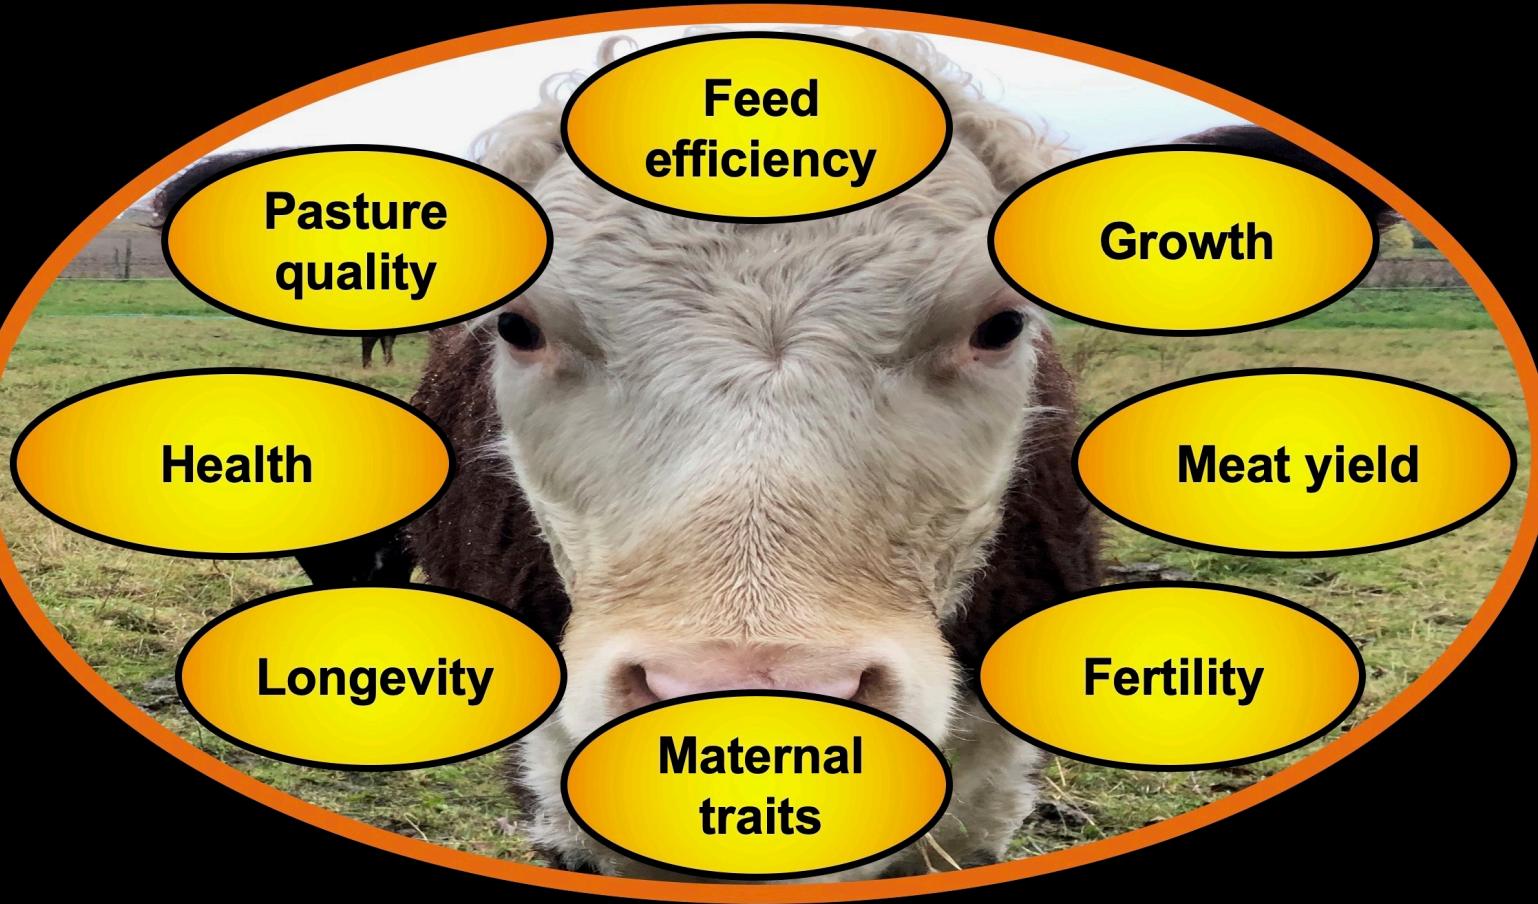 Feed
efficiency
Pasture
quality
Growth
Health
Meat yield
Longevity
Fertility
Maternal
traits